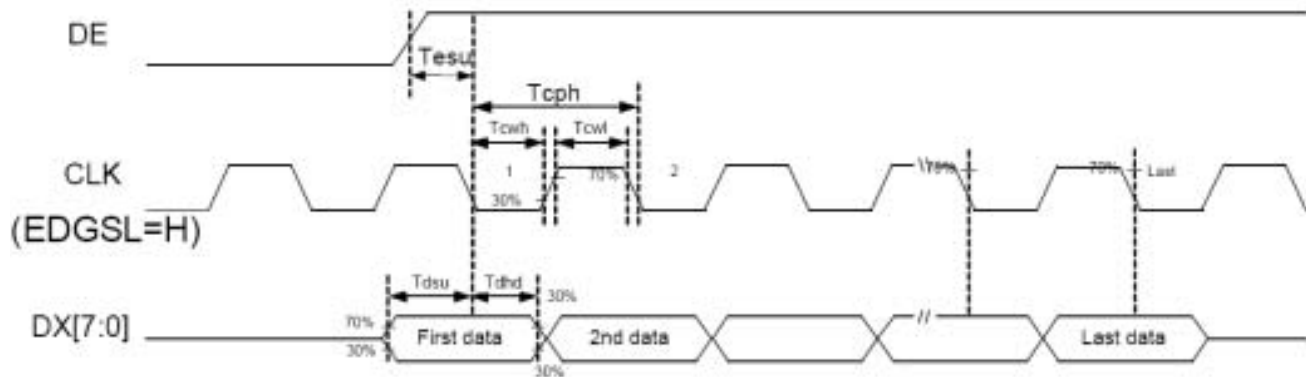 DE
Tesu
Tcph
Tcwh
Tcwl
CLK
1
70%
2
\\
70%
70%
Last
30%
(EDGSL=H)
Tdsu
Tdhd
30%
DX[7:0]
70%
30%
First data
2nd data
//
Last data
30%